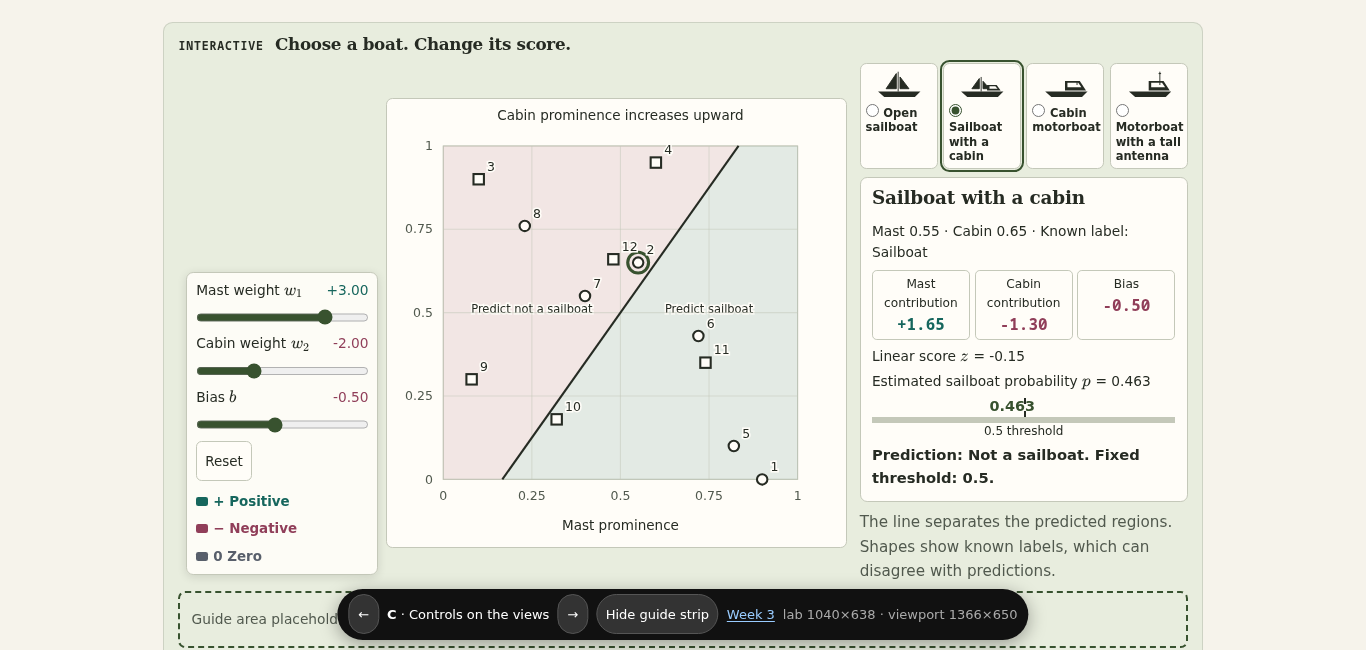 INTERACTIVE Choose a boat. Change its score.
Open sailboat
Sailboat with a cabin
Cabin motorboat
Motorboat with a tall antenna
Mast weight w₁ +3.00
Cabin weight w₂ -2.00
Bias b -0.50
Reset
+ Positive
− Negative
0 Zero
Cabin prominence increases upward
1
0.75
0.5
0.25
0
3
4
8
12
2
7
Predict not a sailboat
Predict sailboat
6
11
9
10
5
1
0 0.25 0.5 0.75 1
Mast prominence
Sailboat with a cabin
Mast 0.55 · Cabin 0.65 · Known label:
Sailboat
Mast contribution +1.65
Cabin contribution -1.30
Bias -0.50
Linear score z = -0.15
Estimated sailboat probability p = 0.463
0.463
0.5 threshold
Prediction: Not a sailboat. Fixed
threshold: 0.5.
The line separates the predicted regions.
Shapes show known labels, which can
disagree with predictions.
Guide area placehold
← C · Controls on the views → Hide guide strip Week 3 lab 1040×638 · viewport 1366×650